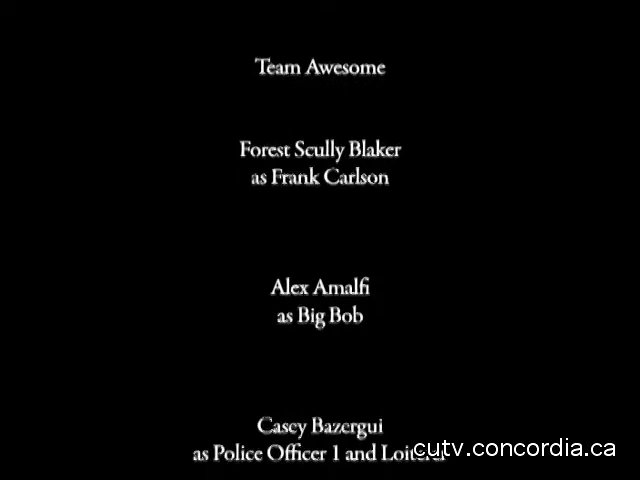 Team Awesome
Forest Scully Blaker
as Frank Carlson
Alex Amalfi
as Big Bob
Casey Bazergui
as Police Officer 1 and Loiterer
cutv.concordia.ca